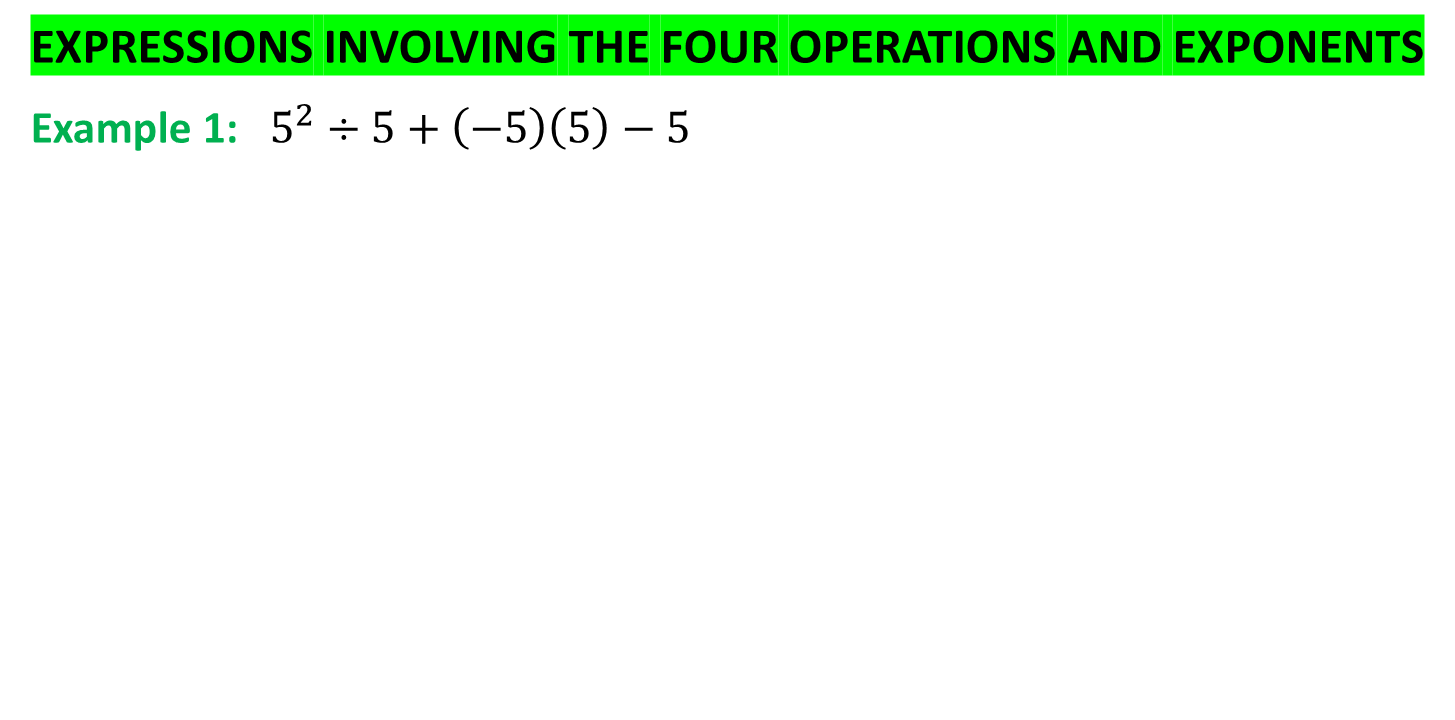 EXPRESSIONS INVOLVING THE FOUR OPERATIONS AND EXPONENTS
Example 1: 5² ÷ 5 + (−5)(5) − 5